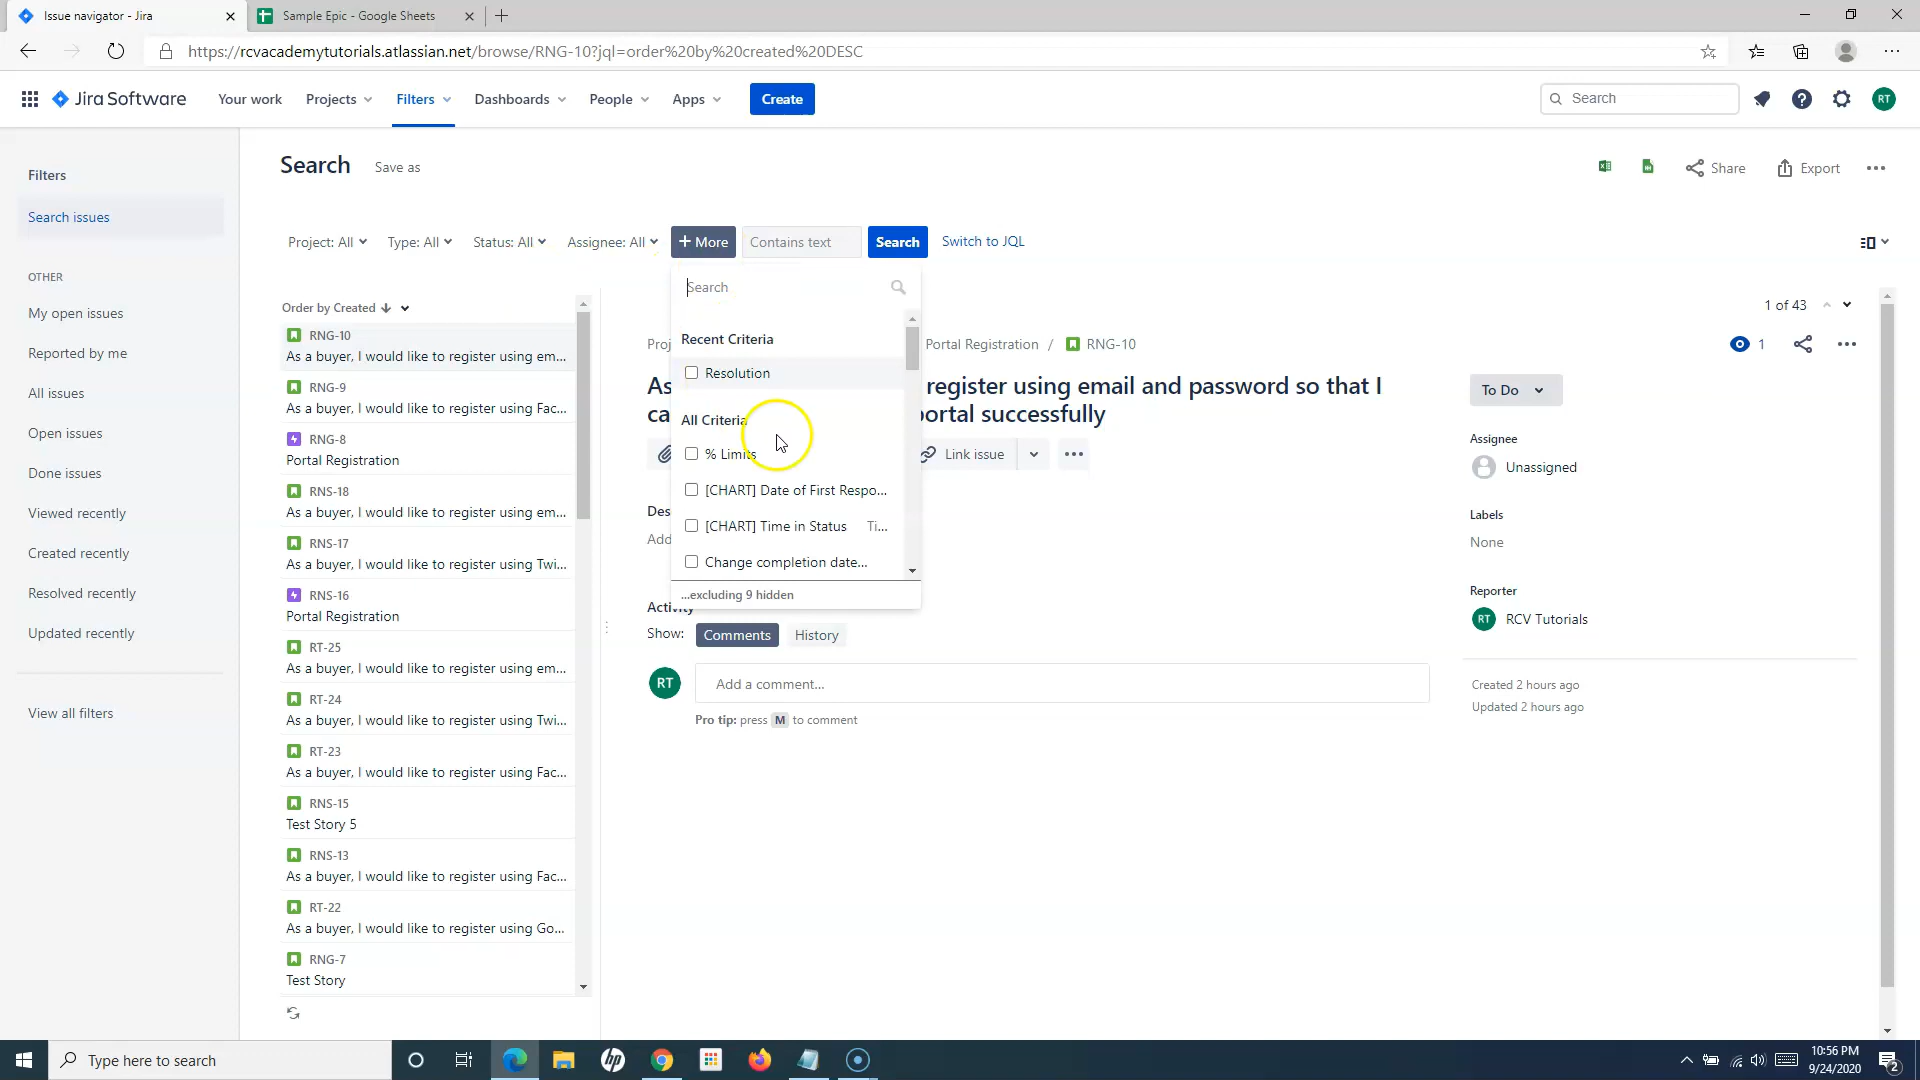 Issue navigator - Jira
Sample Epic - Google Sheets
https://rcvacademytutorials.atlassian.net/browse/RNG-10?jql=order%20by%20created%20DESC
Jira Software
Your work
Projects
Filters
Dashboards
People
Apps
Create
Search
RT
Filters
Search issues
OTHER
My open issues
Reported by me
All issues
Open issues
Done issues
Viewed recently
Created recently
Resolved recently
Updated recently
View all filters
Search
Save as
Share
Export
Project: All
Type: All
Status: All
Assignee: All
+ More
Contains text
Search
Switch to JQL
Order by Created
RNG-10
As a buyer, I would like to register using em...
RNG-9
As a buyer, I would like to register using Fac...
RNG-8
Portal Registration
RNS-18
As a buyer, I would like to register using em...
RNS-17
As a buyer, I would like to register using Twi...
RNS-16
Portal Registration
RT-25
As a buyer, I would like to register using em...
RT-24
As a buyer, I would like to register using Twi...
RT-23
As a buyer, I would like to register using Fac...
RNS-15
Test Story 5
RNS-13
As a buyer, I would like to register using Fac...
RT-22
As a buyer, I would like to register using Go...
RNG-7
Test Story
Search
Recent Criteria
Resolution
All Criteria
% Limits
[CHART] Date of First Respo...
[CHART] Time in Status Ti...
Change completion date...
...excluding 9 hidden
1 of 43
Portal Registration / RNG-10
1
register using email and password so that I
portal successfully
Link issue
Activity
Show:
Comments
History
RT
Add a comment...
Pro tip: press M to comment
To Do
Assignee
Unassigned
Labels
None
Reporter
RT
RCV Tutorials
Created 2 hours ago
Updated 2 hours ago
Type here to search
hp
10:56 PM
9/24/2020
2